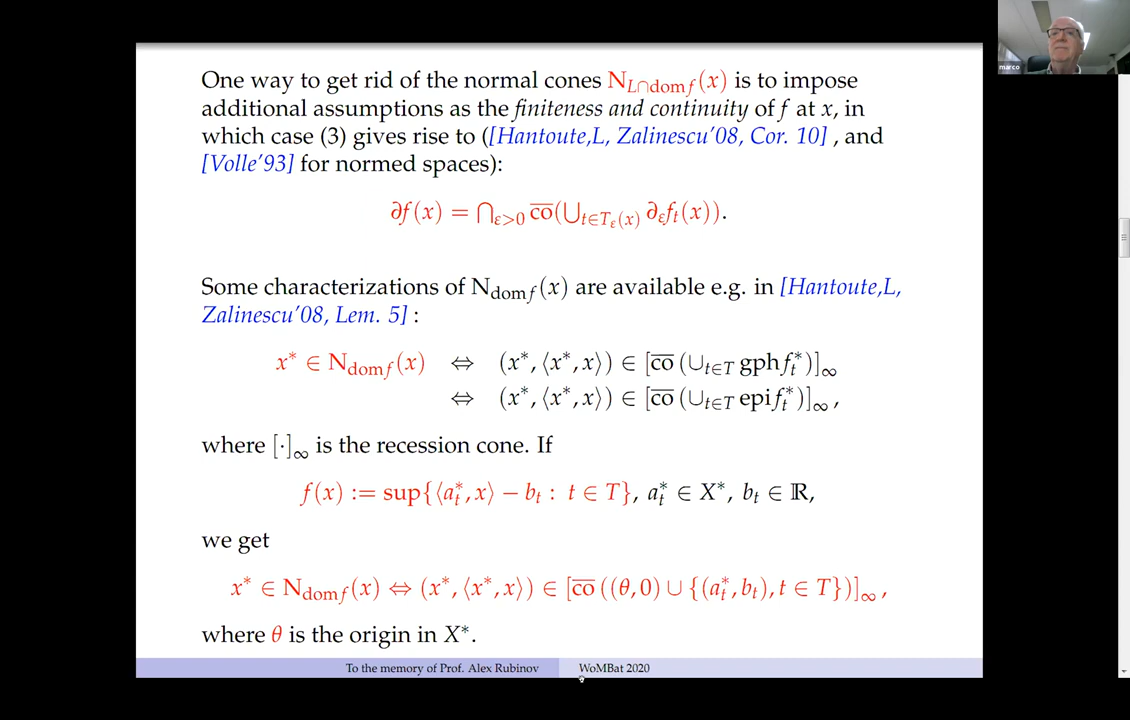 marco
One way to get rid of the normal cones N_{L∩dom f}(x) is to impose
additional assumptions as the finiteness and continuity of f at x, in
which case (3) gives rise to ([Hantoute,L, Zalinescu'08, Cor. 10] , and
[Volle'93] for normed spaces):
∂f(x) = ⋂_{ε>0} \overline{co}(⋃_{t∈T_ε(x)} ∂_ε f_t(x)).
Some characterizations of N_{dom f}(x) are available e.g. in [Hantoute,L,
Zalinescu'08, Lem. 5] :
x* ∈ N_{dom f}(x) ⇔ (x*, ⟨x*, x⟩) ∈ [\overline{co} (∪_{t∈T} gph f_t^*)]_∞
⇔ (x*, ⟨x*, x⟩) ∈ [\overline{co} (∪_{t∈T} epi f_t^*)]_∞ ,
where [·]_∞ is the recession cone. If
f(x) := sup{⟨a_t^*, x⟩ − b_t : t ∈ T}, a_t^* ∈ X*, b_t ∈ ℝ,
we get
x* ∈ N_{dom f}(x) ⇔ (x*, ⟨x*, x⟩) ∈ [\overline{co} ((θ, 0) ∪ {(a_t^*, b_t), t ∈ T})]_∞ ,
where θ is the origin in X*.
To the memory of Prof. Alex Rubinov WoMBat 2020